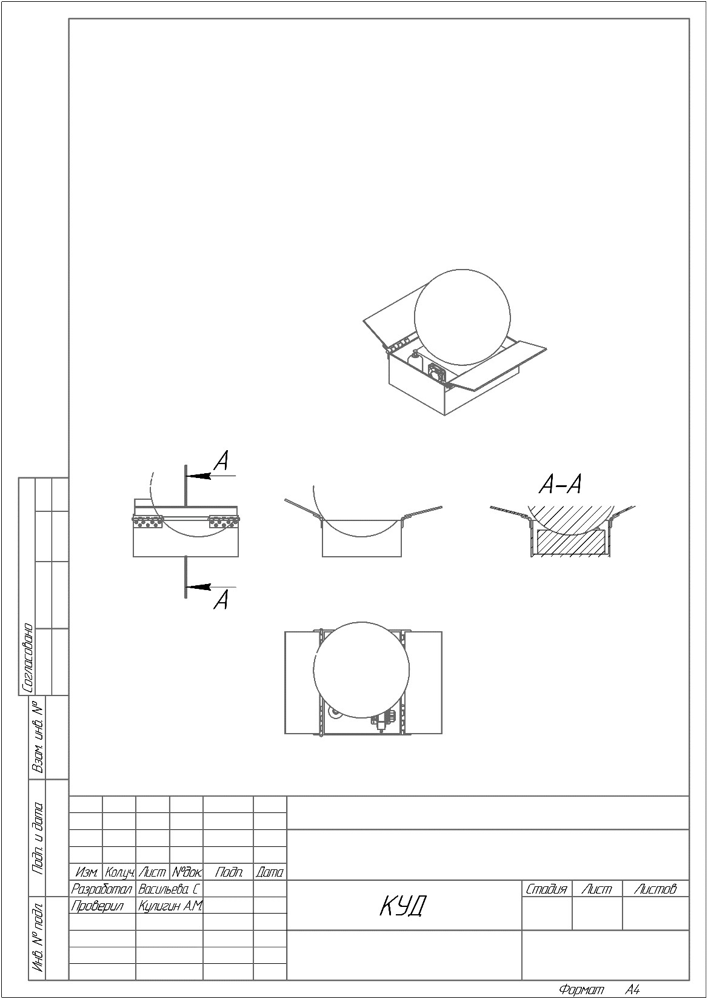 А
А-А
А
Согласовано
Взам. инв. №
Подп. и дата
Инв. № подл.
Изм. Кол.уч. Лист №док. Подп. Дата
Разработал Васильева С
Проверил Кулигин А.М.
КУД
Стадия Лист Листов
Формат А4